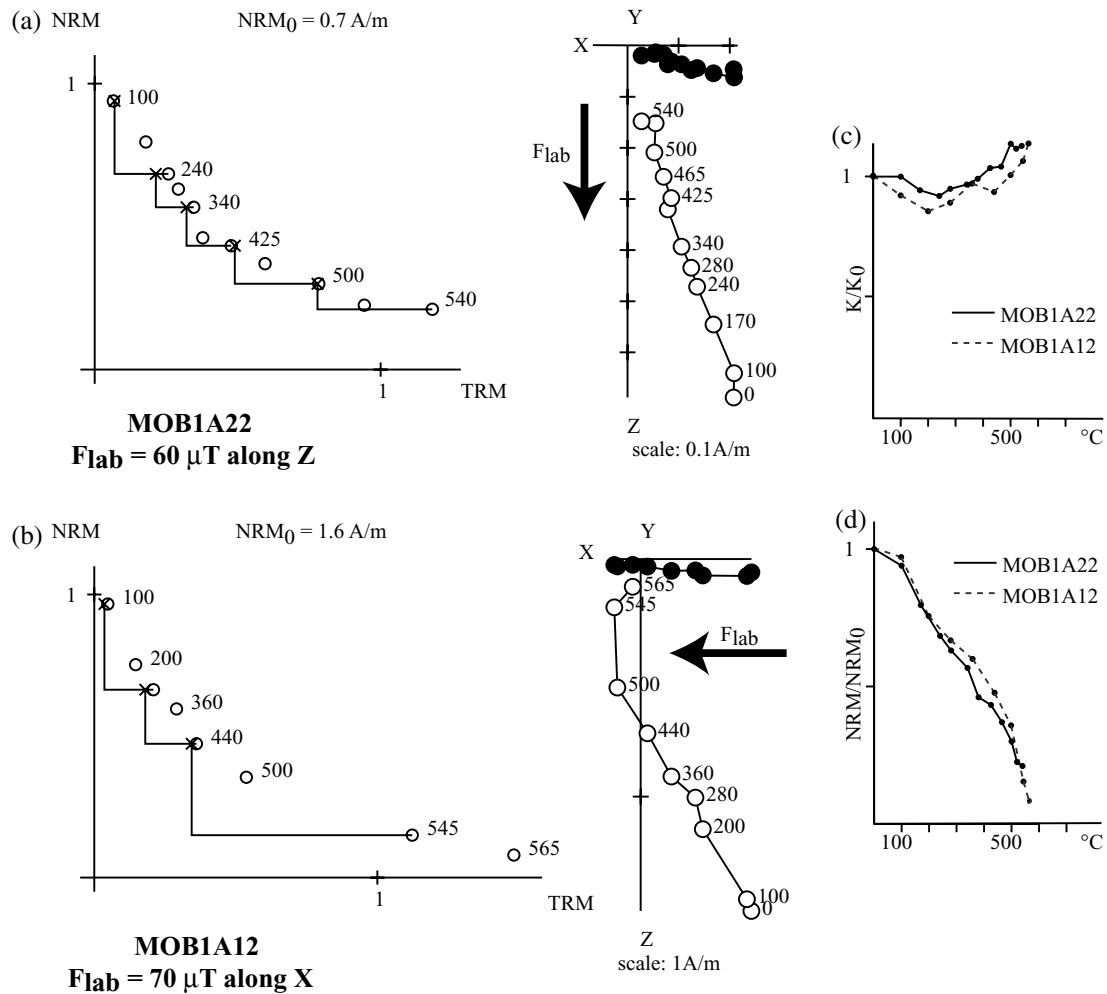 (a)
NRM
NRM0 = 0.7 A/m
1
100
240
340
425
500
540
1
TRM
MOB1A22
Flab = 60 μT along Z
Y
X
Flab
540
500
465
425
340
280
240
170
100
0
Z
scale: 0.1A/m
(c)
1
K/K0
MOB1A22
MOB1A12
100
500
°C
(b)
NRM
NRM0 = 1.6 A/m
1
100
200
360
440
500
545
565
1
TRM
MOB1A12
Flab = 70 μT along X
Y
X
Flab
565
545
500
440
360
280
200
100
0
Z
scale: 1A/m
(d)
1
NRM/NRM0
MOB1A22
MOB1A12
100
500
°C